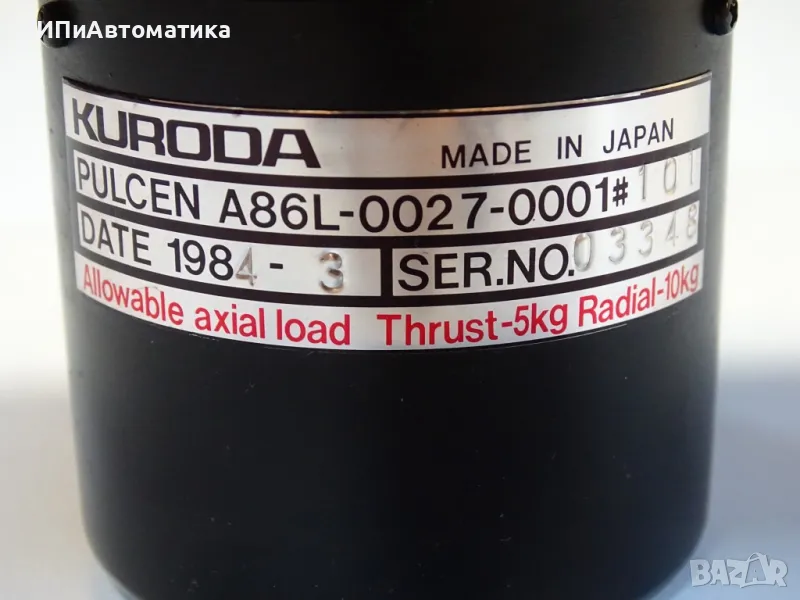 ИПиАвтоматика
KURODA MADE IN JAPAN
PULCEN A86L-0027-0001# 101
DATE 1984-3 SER.NO. 03348
Allowable axial load Thrust-5kg Radial-10kg
BAZAR